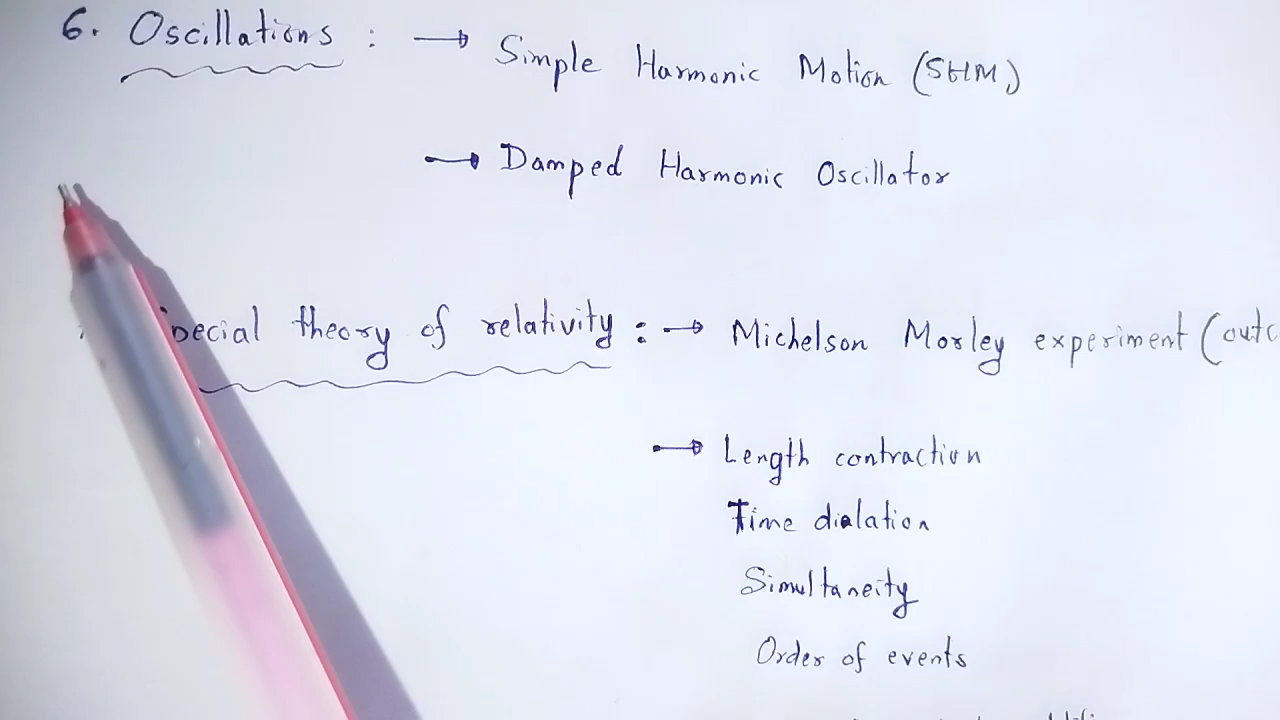 6. Oscillations : → Simple Harmonic Motion (SHM)
→ Damped Harmonic Oscillator
pecial theory of relativity : → Michelson Morley experiment (outc
→ Length contraction
Time dialation
Simultaneity
Order of events